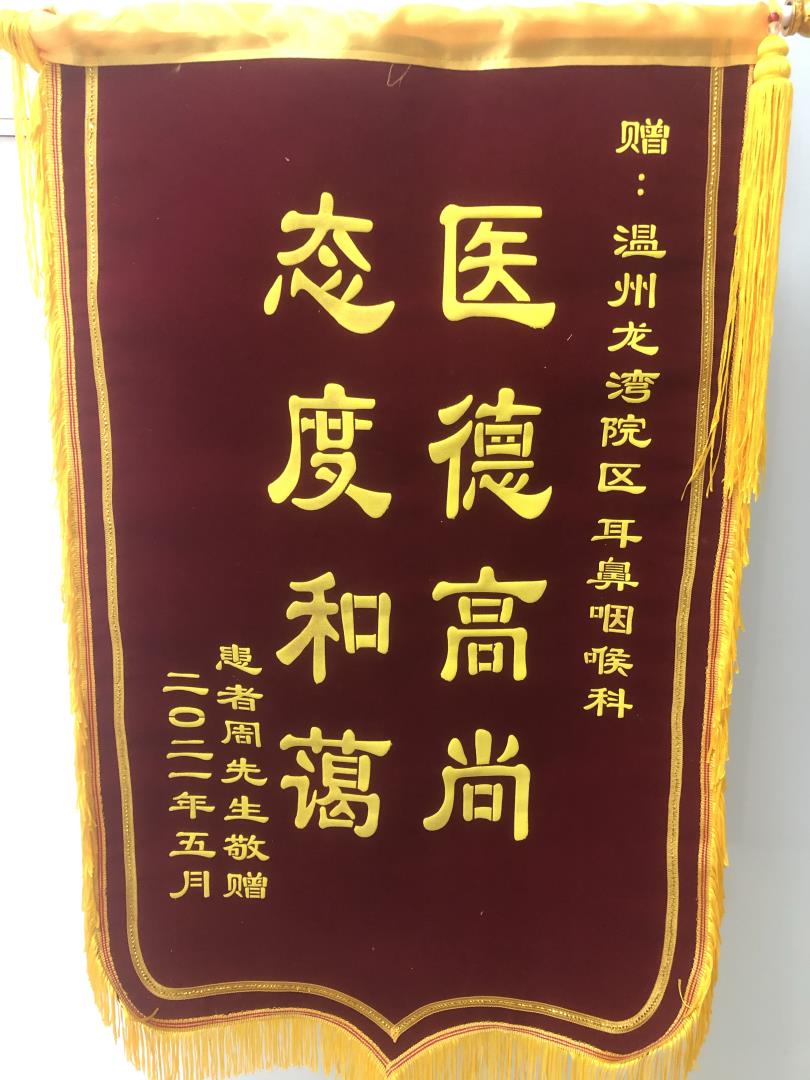 赠：温州龙湾院区耳鼻咽喉科
医德高尚
态度和蔼
患者周先生敬赠
二〇二一年五月